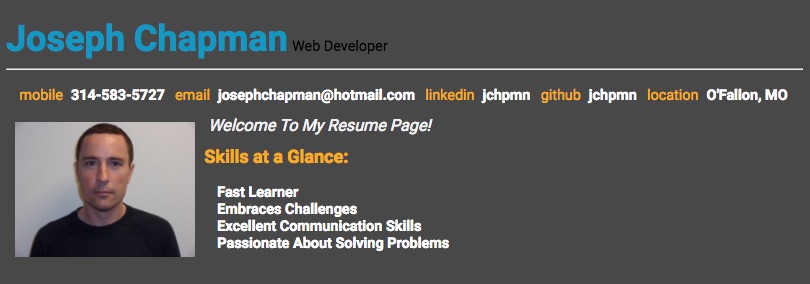 Joseph Chapman Web Developer
mobile 314-583-5727 email josephchapman@hotmail.com linkedin jchpmn github jchpmn location O'Fallon, MO
Welcome To My Resume Page!
Skills at a Glance:
Fast Learner
Embraces Challenges
Excellent Communication Skills
Passionate About Solving Problems